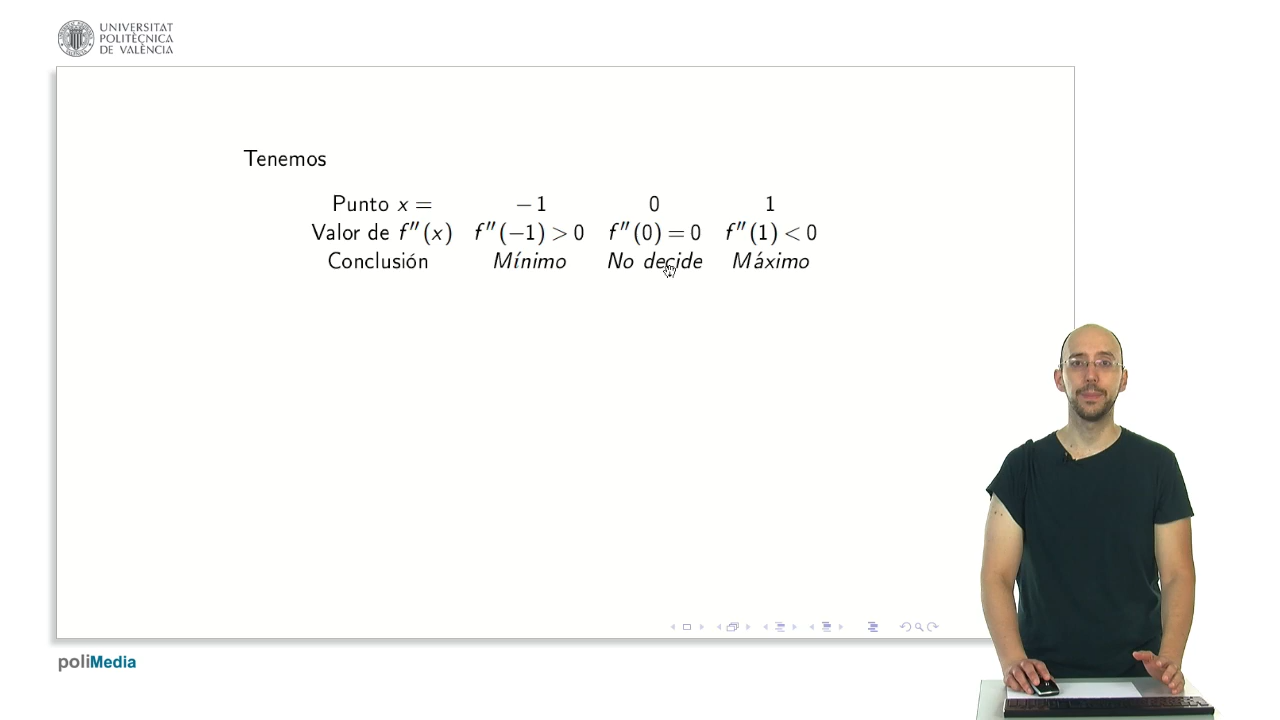 UNIVERSITAT
POLITÈCNICA
DE VALÈNCIA
Tenemos
Punto x = −1 0 1
Valor de f″(x) f″(−1) > 0 f″(0) = 0 f″(1) < 0
Conclusión Mínimo No decide Máximo
poliMedia